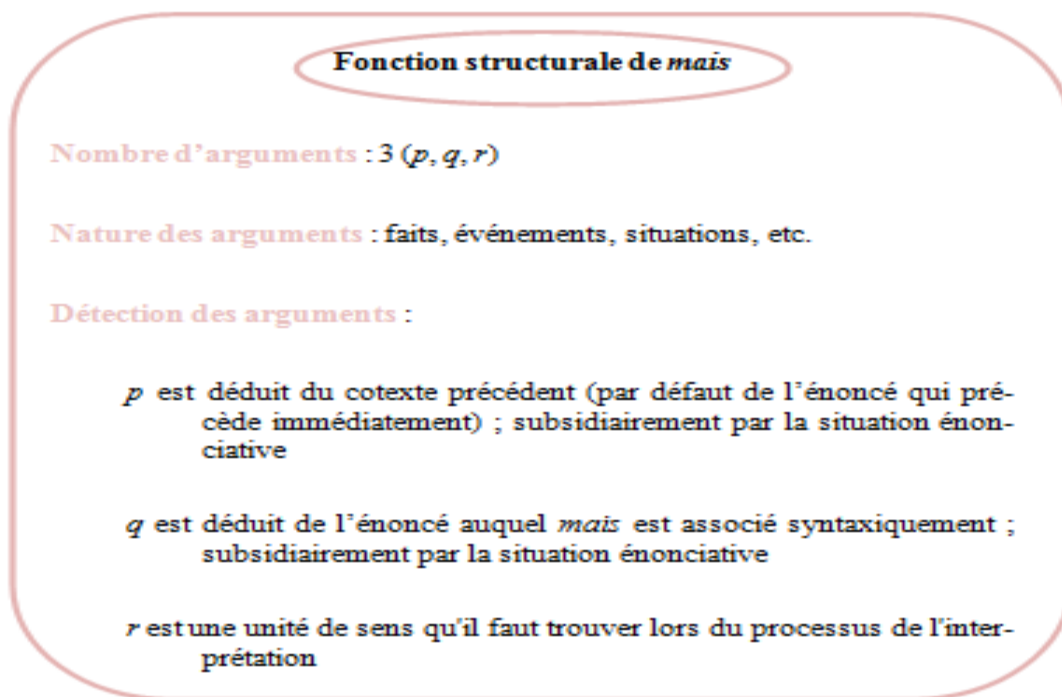 Fonction structurale de mais
Nombre d’arguments : 3 (p, q, r)
Nature des arguments : faits, événements, situations, etc.
Détection des arguments :
p est déduit du cotexte précédent (par défaut de l’énoncé qui pré-
cède immédiatement) ; subsidiairement par la situation énon-
ciative
q est déduit de l’énoncé auquel mais est associé syntaxiquement ;
subsidiairement par la situation énonciative
r est une unité de sens qu'il faut trouver lors du processus de l'inter-
prétation